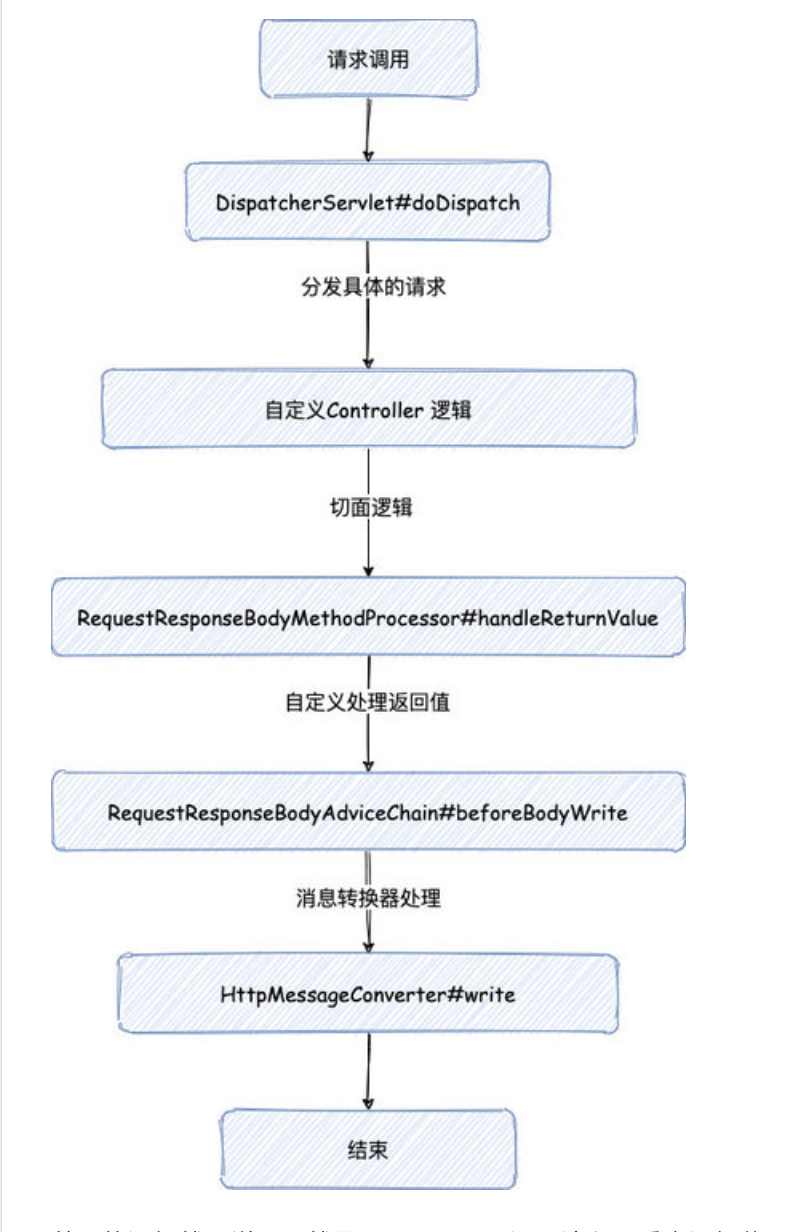 请求调用
DispatcherServlet#doDispatch
分发具体的请求
自定义Controller 逻辑
切面逻辑
RequestResponseBodyMethodProcessor#handleReturnValue
自定义处理返回值
RequestResponseBodyAdviceChain#beforeBodyWrite
消息转换器处理
HttpMessageConverter#write
结束